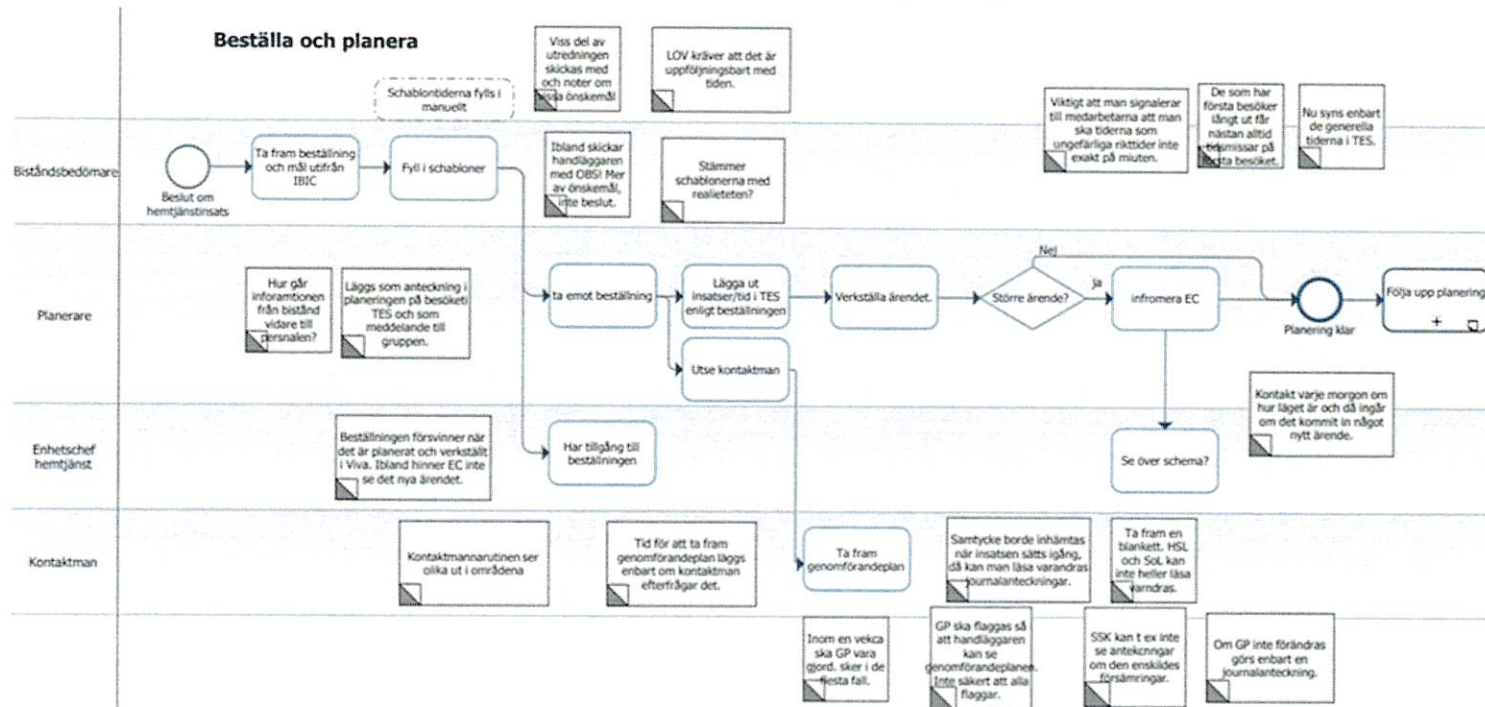 Beställa och planera
Schablontiderna fylls i
manuellt
Viss del av
utredningen
skickas med
och noter om
vissa önskemål
LOV kräver att det är
uppföljningsbart med
tiden.
Viktigt att man signalerar
till medarbetarna att man
ska tiderna som
ungefärliga rikttider inte
exakt på miuten.
De som har
första besöker
långt ut får
nästan alltid
tidsmissar på
första besöket.
Nu syns enbart
de generella
tiderna i TES.
Biståndsbedömare
Beslut om
hemtjänstinsats
Ta fram beställning
och mål utifrån
IBIC
Fyll i schabloner
Ibland skickar
handläggaren
med OBS! Mer
av önskemål,
inte beslut.
Stämmer
schablonerna med
realieteten?
Planerare
Hur går
inforamtionen
från bistånd
vidare till
persnalen?
Läggs som anteckning i
planeringen på besöketi
TES och som
meddelande till
gruppen.
ta emot beställning
Lägga ut
insatser/tid i TES
enligt beställningen
Verkställa ärendet.
Större ärende?
Nej
Ja
infromera EC
Planering klar
Följa upp planering
Utse kontaktman
Kontakt varje morgon om
hur läget är och då ingår
om det kommit in något
nytt ärende.
Enhetschef
hemtjänst
Beställningen försvinner när
det är planerat och verkställt
i Viva. Ibland hinner EC inte
se det nya ärendet.
Har tillgång till
beställningen
Se över schema?
Kontaktman
Kontaktmannarutinen ser
olika ut i områdena
Tid för att ta fram
genomförandeplan läggs
enbart om kontaktman
efterfrågar det.
Ta fram
genomförandeplan
Samtycke borde inhämtas
när insatsen sätts igång,
då kan man läsa varandras
journalanteckningar.
Ta fram en
blankett. HSL
och SoL kan
inte heller läsa
varndras.
Inom en vekca
ska GP vara
gjord. sker i de
flesta fall.
GP ska flaggas så
att handläggaren
kan se
genomförandeplanen.
Inte säkert att alla
flaggar.
SSK kan t ex inte
se antekcnngar
om den enskildes
försämringar.
Om GP inte förändras
görs enbart en
journalanteckning.